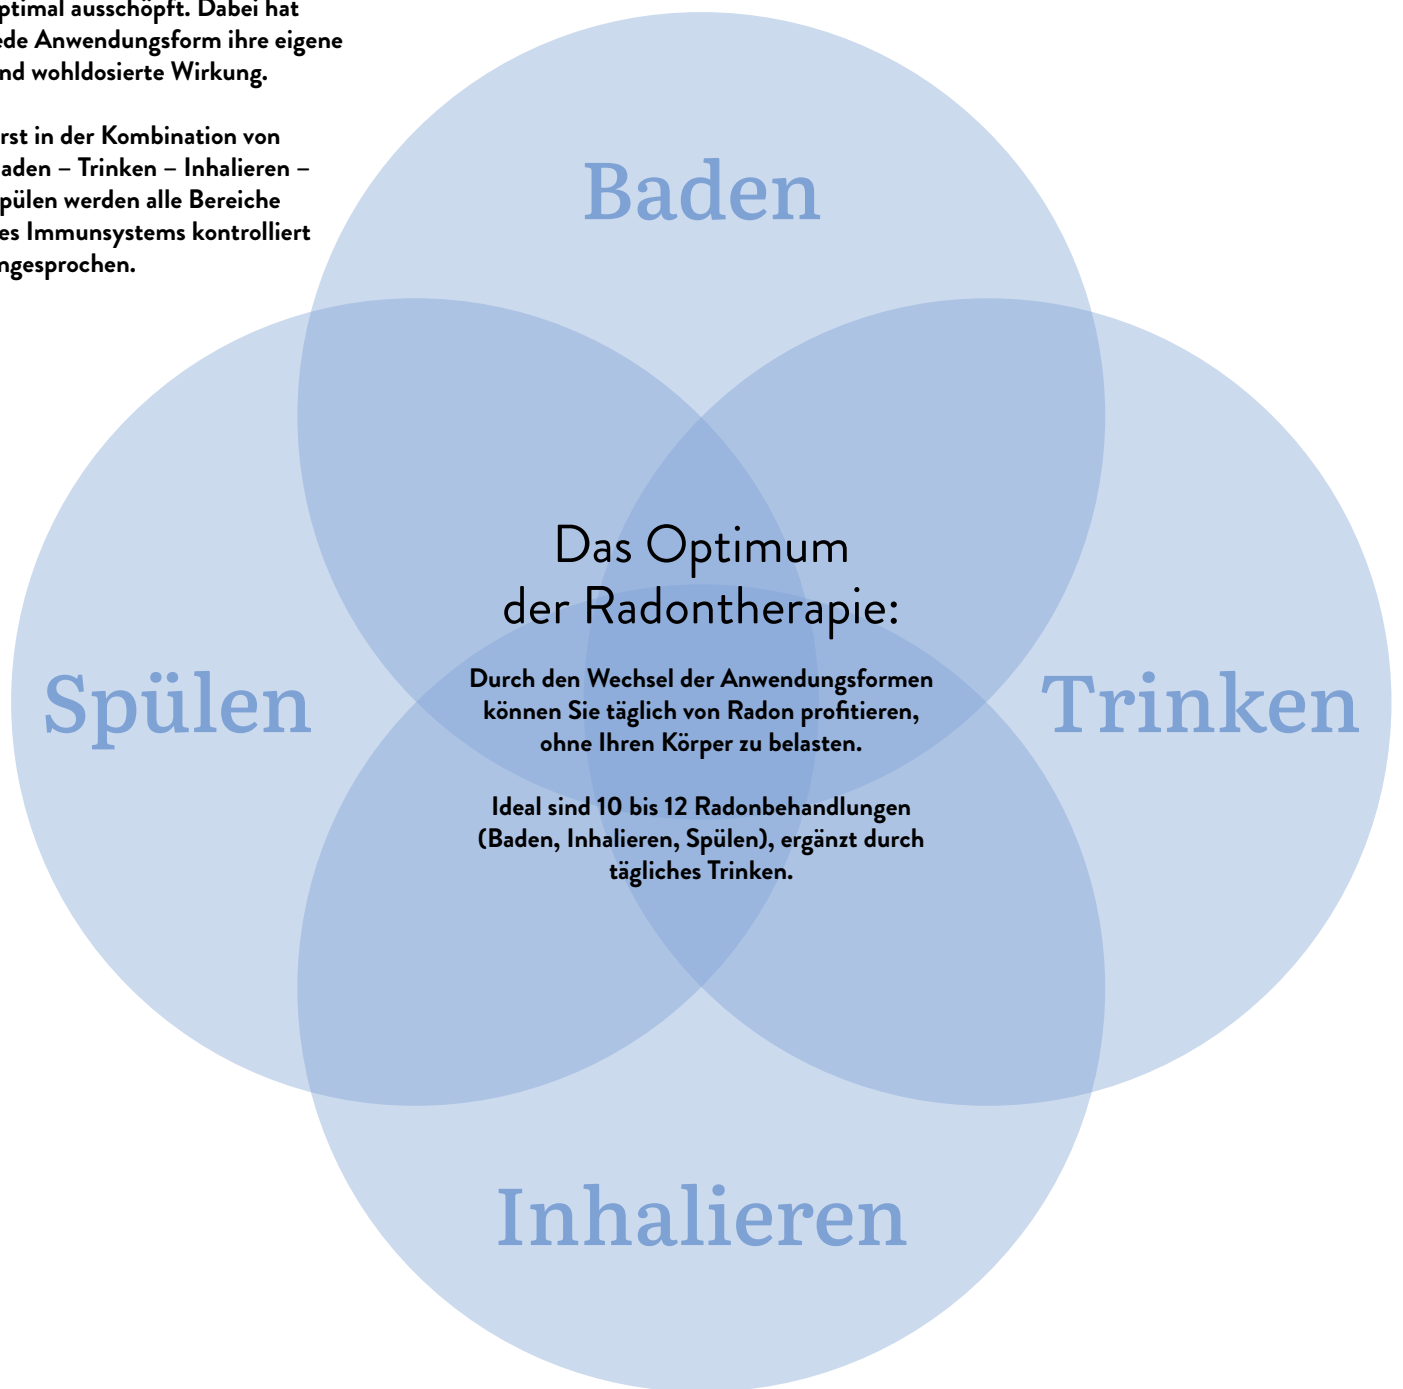 ptimal ausschöpft. Dabei hat
ede Anwendungsform ihre eigene
nd wohldosierte Wirkung.
rst in der Kombination von
aden – Trinken – Inhalieren –
pülen werden alle Bereiche
es Immunsystems kontrolliert
ngesprochen.
Baden
Das Optimum
der Radontherapie:
Spülen
Trinken
Durch den Wechsel der Anwendungsformen
können Sie täglich von Radon profitieren,
ohne Ihren Körper zu belasten.
Ideal sind 10 bis 12 Radonbehandlungen
(Baden, Inhalieren, Spülen), ergänzt durch
tägliches Trinken.
Inhalieren